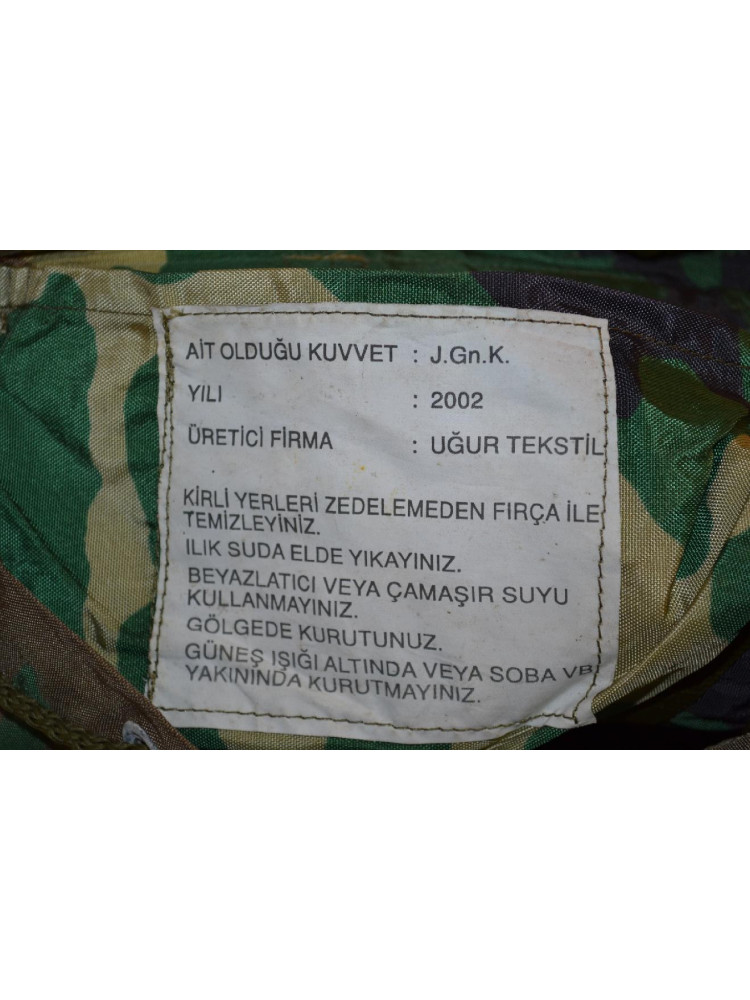 AİT OLDUĞU KUVVET : J.Gn.K.
YILI : 2002
ÜRETİCİ FİRMA : UĞUR TEKSTİL
KİRLİ YERLERİ ZEDELEMEDEN FIRÇA İLE
TEMİZLEYİNİZ.
ILIK SUDA ELDE YIKAYINIZ.
BEYAZLATICI VEYA ÇAMAŞIR SUYU
KULLANMAYINIZ.
GÖLGEDE KURUTUNUZ.
GÜNEŞ IŞIĞI ALTINDA VEYA SOBA VB
YAKININDA KURUTMAYINIZ.